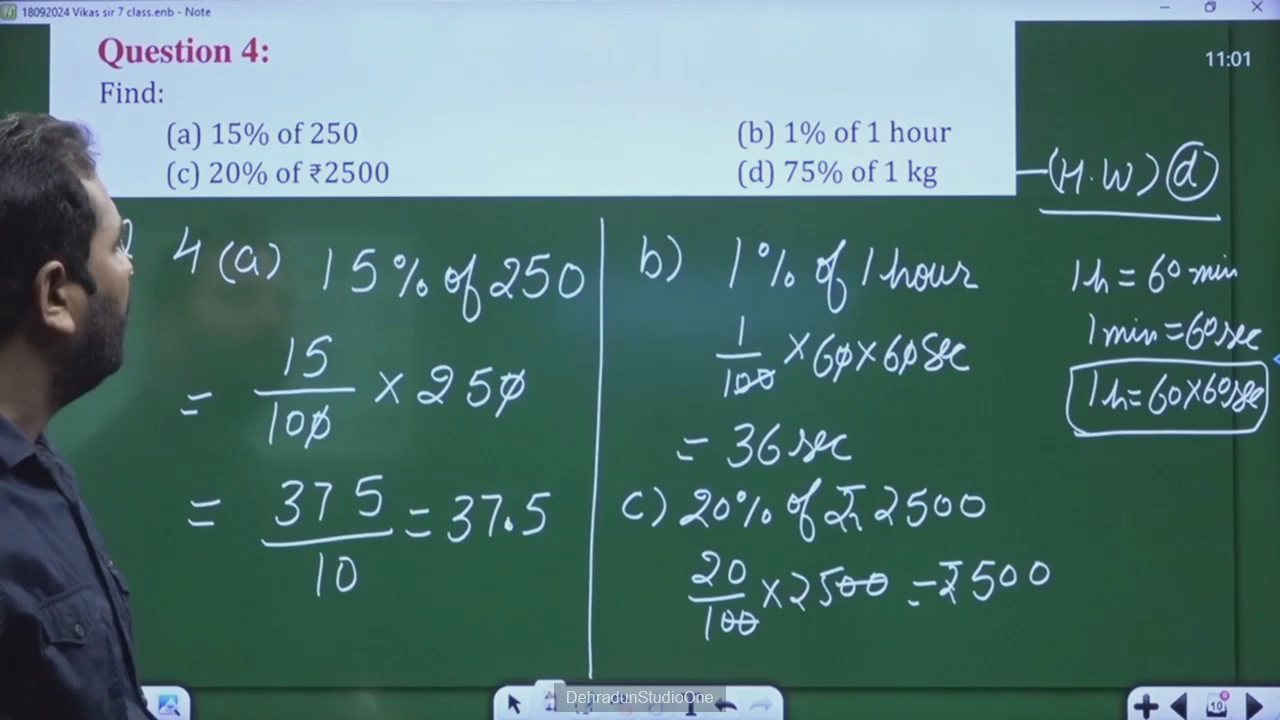 18092024 Vikas sir 7 class.enb - Note
11:01
Question 4:
Find:
(a) 15% of 250
(b) 1% of 1 hour
(c) 20% of ₹2500
(d) 75% of 1 kg
(H.W) (d)
4(a) 15% of 250
= 15/100 × 250
= 375/10 = 37.5
b) 1% of 1 hour
1/100 × 60 × 60 sec
= 36 sec
c) 20% of ₹ 2500
20/100 × 2500 = ₹500
1h = 60 min
1 min = 60 sec
1h = 60 × 60 sec
DehradunStudioOne
10